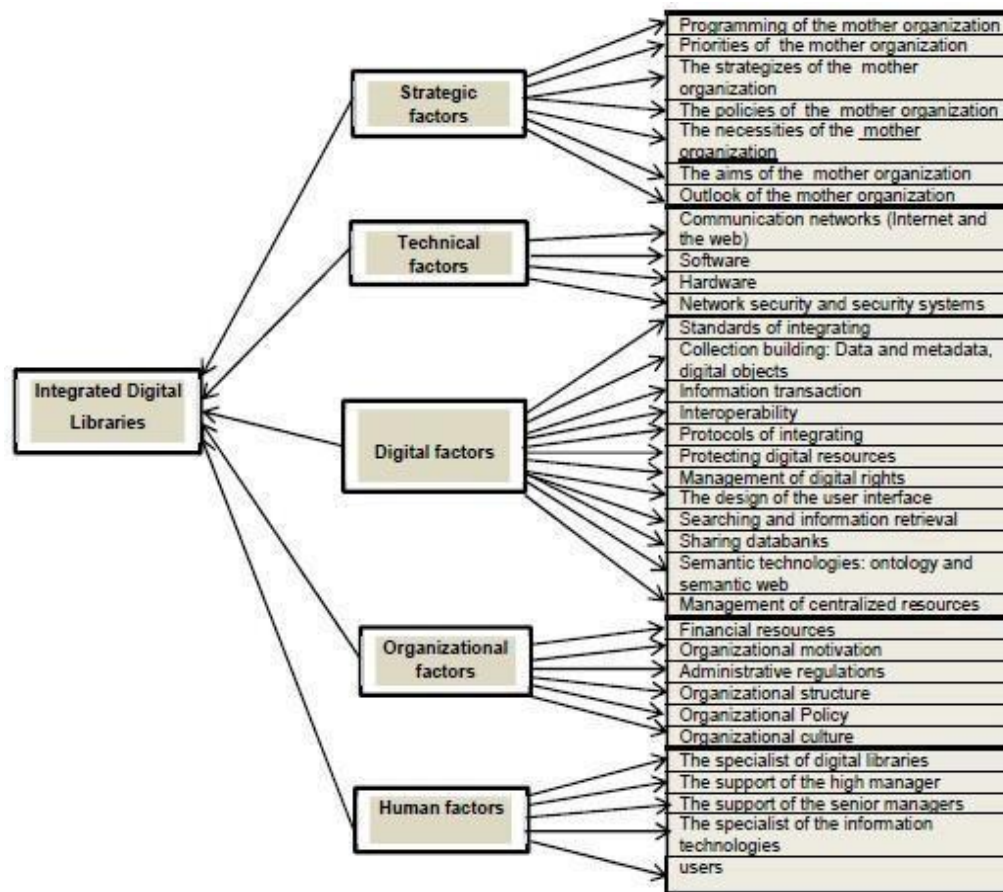 Programming of the mother organization
Priorities of the mother organization
The strategizes of the mother
organization
The policies of the mother organization
The necessities of the mother
organization
The aims of the mother organization
Outlook of the mother organization
Strategic
factors
Communication networks (Internet and
the web)
Software
Hardware
Network security and security systems
Technical
factors
Standards of integrating
Collection building: Data and metadata,
digital objects
Information transaction
Interoperability
Protocols of integrating
Protecting digital resources
Management of digital rights
The design of the user interface
Searching and information retrieval
Sharing databanks
Semantic technologies: ontology and
semantic web
Management of centralized resources
Integrated Digital
Libraries
Digital factors
Financial resources
Organizational motivation
Administrative regulations
Organizational structure
Organizational Policy
Organizational culture
Organizational
factors
The specialist of digital libraries
The support of the high manager
The support of the senior managers
The specialist of the information
technologies
users
Human factors